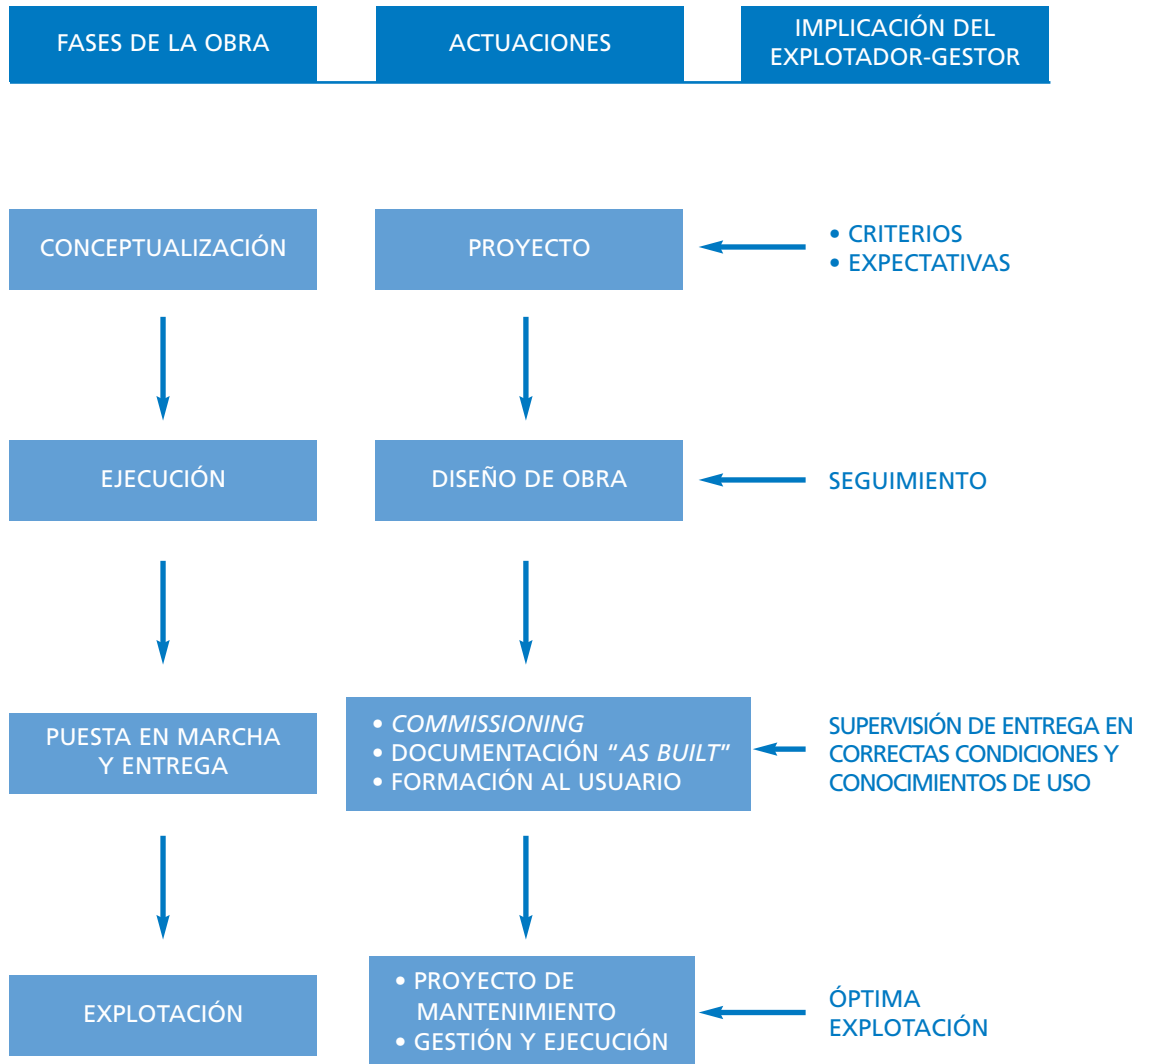 FASES DE LA OBRA
ACTUACIONES
IMPLICACIÓN DEL
EXPLOTADOR-GESTOR
CONCEPTUALIZACIÓN
PROYECTO
• CRITERIOS
• EXPECTATIVAS
EJECUCIÓN
DISEÑO DE OBRA
SEGUIMIENTO
PUESTA EN MARCHA
Y ENTREGA
• COMMISSIONING
• DOCUMENTACIÓN “AS BUILT”
• FORMACIÓN AL USUARIO
SUPERVISIÓN DE ENTREGA EN
CORRECTAS CONDICIONES Y
CONOCIMIENTOS DE USO
EXPLOTACIÓN
• PROYECTO DE
MANTENIMIENTO
• GESTIÓN Y EJECUCIÓN
ÓPTIMA
EXPLOTACIÓN